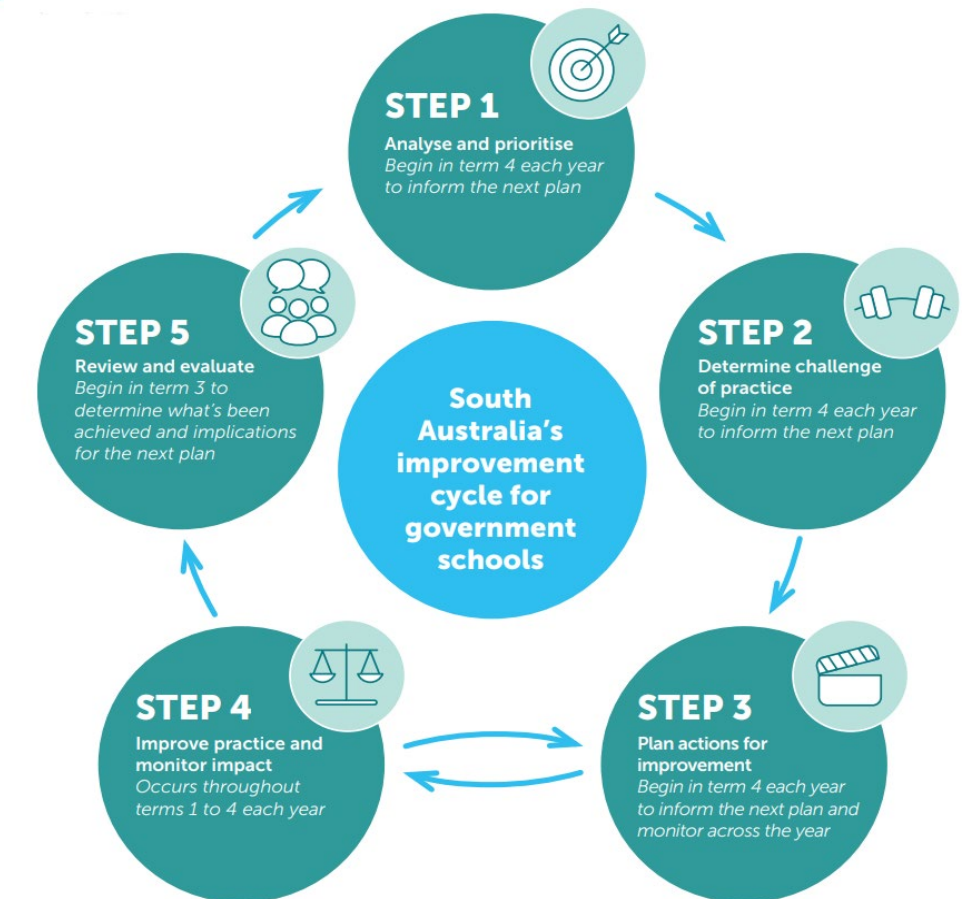 STEP 1
Analyse and prioritise
Begin in term 4 each year
to inform the next plan
STEP 2
Determine challenge
of practice
Begin in term 4 each year
to inform the next plan
STEP 3
Plan actions for
improvement
Begin in term 4 each year
to inform the next plan and
monitor across the year
STEP 4
Improve practice and
monitor impact
Occurs throughout
terms 1 to 4 each year
STEP 5
Review and evaluate
Begin in term 3 to
determine what's been
achieved and implications
for the next plan
South
Australia's
improvement
cycle for
government
schools